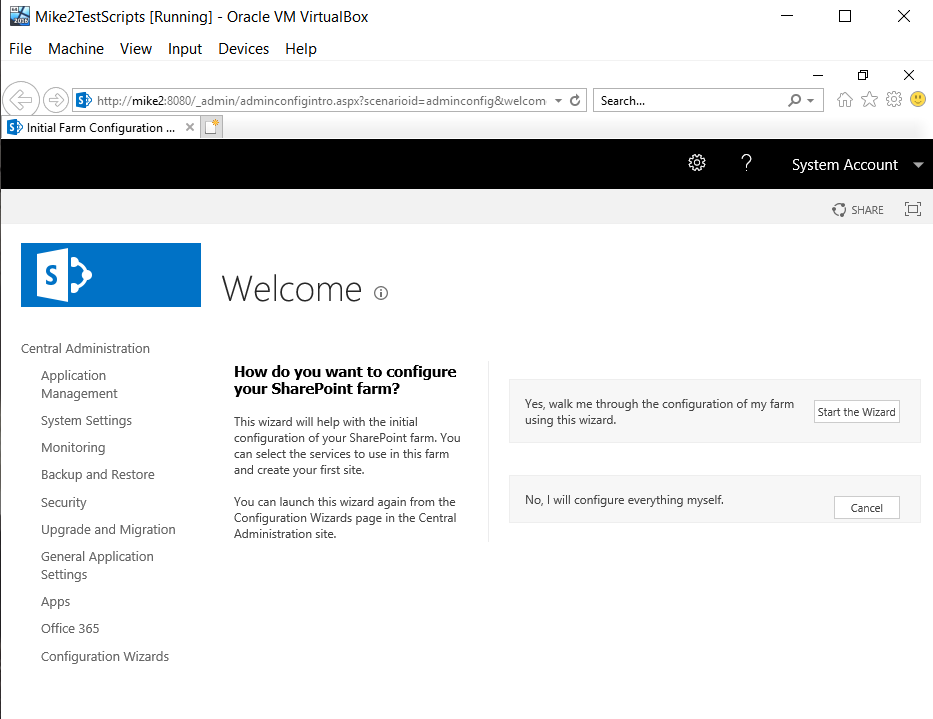 Mike2TestScripts [Running] - Oracle VM VirtualBox
File Machine View Input Devices Help
http://mike2:8080/_admin/adminconfigintro.aspx?scenarioid=adminconfig&welcom
Search...
Initial Farm Configuration ...
? System Account
SHARE
S
Welcome
Central Administration
Application
Management
System Settings
Monitoring
Backup and Restore
Security
Upgrade and Migration
General Application
Settings
Apps
Office 365
Configuration Wizards
How do you want to configure
your SharePoint farm?
This wizard will help with the initial
configuration of your SharePoint farm. You
can select the services to use in this farm
and create your first site.
You can launch this wizard again from the
Configuration Wizards page in the Central
Administration site.
Yes, walk me through the configuration of my farm
using this wizard.
Start the Wizard
No, I will configure everything myself.
Cancel